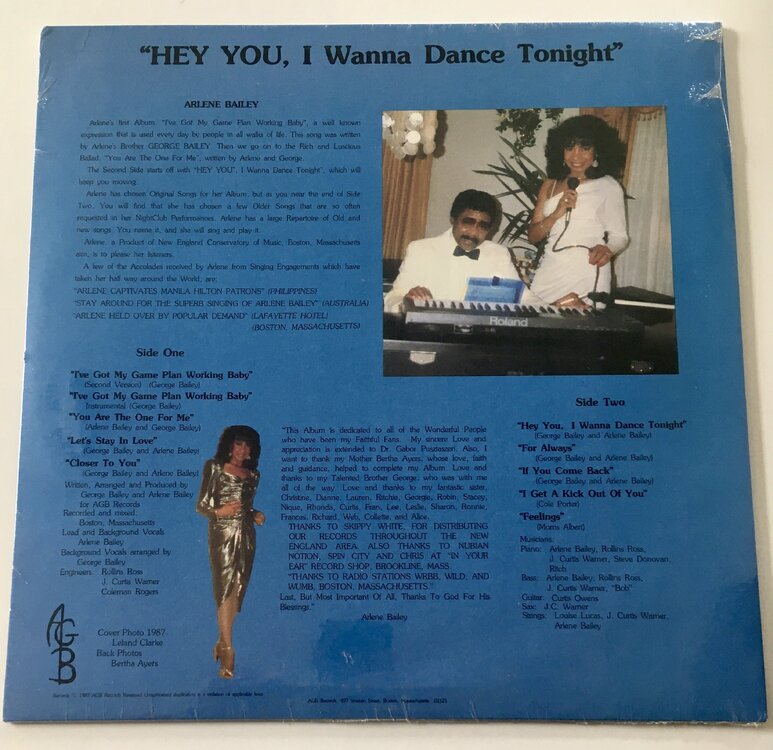 "HEY YOU, I Wanna Dance Tonight"
ARLENE BAILEY
Arlene's first Album, "I've Got My Game Plan Working Baby", a well known
expression that is used every day by people in all walks of life. This song was written
by Arlene's Brother GEORGE BAILEY Then we go on to the Rich and Luscious
Ballad, "You Are The One For Me", written by Arlene and George.
The Second Side starts off with "HEY YOU, I Wanna Dance Tonight", which will
keep you moving.
Arlene has chosen Original Songs for her Album, but as you near the end of Side
Two, You will find that she has chosen a few Older Songs that are so often
requested in her NightClub Performances. Arlene has a large Repertoire of Old and
new songs. You name it, and she will sing and play it.
Arlene, a Product of New England Conservatory of Music, Boston, Massachusetts
aim, is to please her listeners.
A few of the Accolades received by Arlene from Singing Engagements which have
taken her half way around the World, are;
"ARLENE CAPTIVATES MANILA HILTON PATRONS" (PHILIPPINES)
"STAY AROUND FOR THE SUPERB SINGING OF ARLENE BAILEY" (AUSTRALIA)
"ARLENE HELD OVER BY POPULAR DEMAND" (LAFAYETTE HOTEL)
(BOSTON, MASSACHUSETTS)
Roland
Side One
"I've Got My Game Plan Working Baby"
(Second Version) (George Bailey)
"I've Got My Game Plan Working Baby"
Instrumental (George Bailey)
"You Are The One For Me"
(Arlene Bailey and George Bailey)
"Let's Stay In Love"
(George Bailey and Arlene Bailey)
"Closer To You"
(George Bailey and Arlene Bailey)
Written, Arranged and Produced by
George Bailey and Arlene Bailey
for AGB Records
Recorded and mixed:
Boston, Massachusetts
Lead and Background Vocals
Arlene Bailey
Background Vocals arranged by
George Bailey
Engineers: Rollins Ross
J. Curtis Warner
Coleman Rogers
AGB
Cover Photo 1987
Leland Clarke
Back Photos
Bertha Ayers
"This Album is dedicated to all of the Wonderful People
who have been my Faithful Fans. My sincere Love and
appreciation is extended to Dr. Gabor Pusztaszeri. Also, I
want to thank my Mother Bertha Ayers, whose love, faith
and guidance, helped to complete my Album. Love and
thanks to my Talented Brother George, who was with me
all of the way. Love and thanks to my fantastic sister,
Christine, Dianne, Lauren, Ritchie, Georgie, Robin, Stacey,
Nique, Rhonda, Curtis, Fran, Lee, Leslie, Sharon, Ronnie,
Frances, Richard, Web, Collette, and Alice.
THANKS TO SKIPPY WHITE, FOR DISTRIBUTING
OUR RECORDS THROUGHOUT THE NEW
ENGLAND AREA. ALSO THANKS TO NUBIAN
NOTION, SPIN CITY AND CHRIS AT "IN YOUR
EAR" RECORD SHOP, BROOKLINE, MASS.
"THANKS TO RADIO STATIONS WRBB, WILD, AND
WUMB, BOSTON, MASSACHUSETTS."
Last, But Most Important Of All, Thanks To God For His
Blessings."
Arlene Bailey
Side Two
"Hey You, I Wanna Dance Tonight"
(George Bailey and Arlene Bailey)
"For Always"
(George Bailey and Arlene Bailey)
"If You Come Back"
(George Bailey and Arlene Bailey)
"I Get A Kick Out Of You"
(Cole Porter)
"Feelings"
(Morris Albert)
Musicians:
Piano: Arlene Bailey, Rollins Ross,
J. Curtis Warner, Steve Donovan,
Ritch
Bass: Arlene Bailey, Rollins Ross,
J. Curtis Warner, "Bob"
Guitar: Curtis Owens
Sax: J.C. Warner
Strings: Louise Lucas, J. Curtis Warner,
Arlene Bailey
Records © 1987 AGB Records Reserved Unauthorized duplication is a violation of applicable laws
AGB Records, Street, Boston, Massachusetts